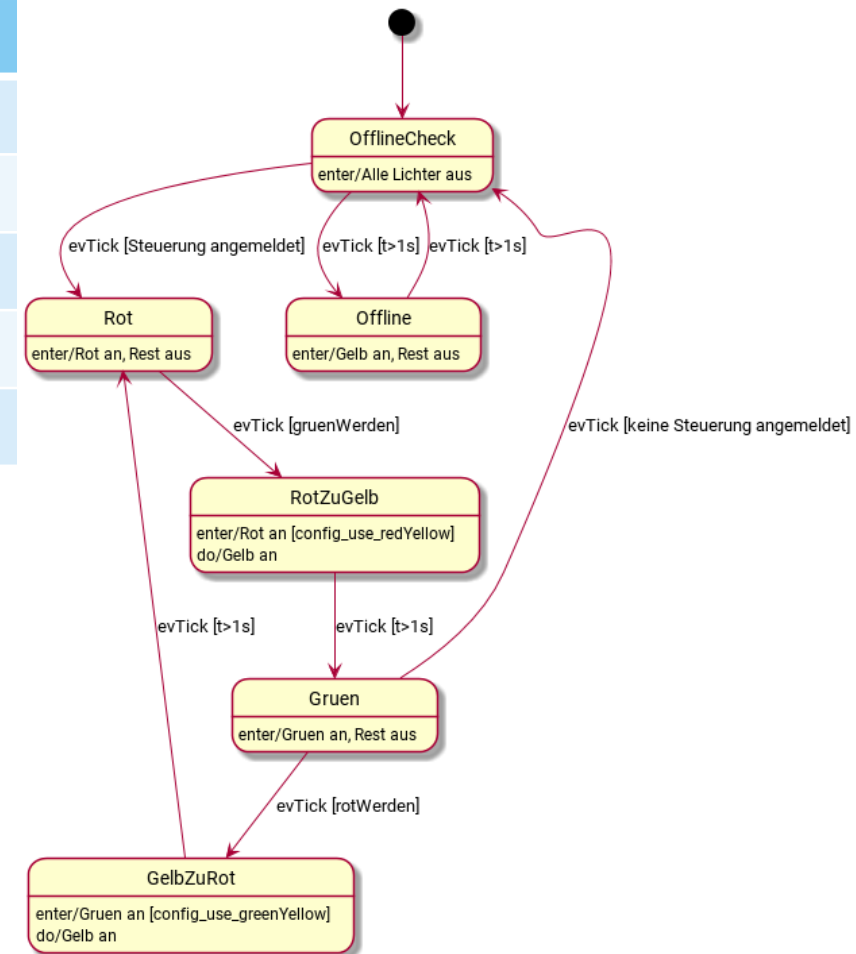 OfflineCheck
enter/Alle Lichter aus
evTick [Steuerung angemeldet]
evTick [t>1s]
evTick [t>1s]
Rot
enter/Rot an, Rest aus
Offline
enter/Gelb an, Rest aus
evTick [gruenWerden]
evTick [keine Steuerung angemeldet]
RotZuGelb
enter/Rot an [config_use_redYellow]
do/Gelb an
evTick [t>1s]
evTick [t>1s]
Gruen
enter/Gruen an, Rest aus
evTick [rotWerden]
GelbZuRot
enter/Gruen an [config_use_greenYellow]
do/Gelb an